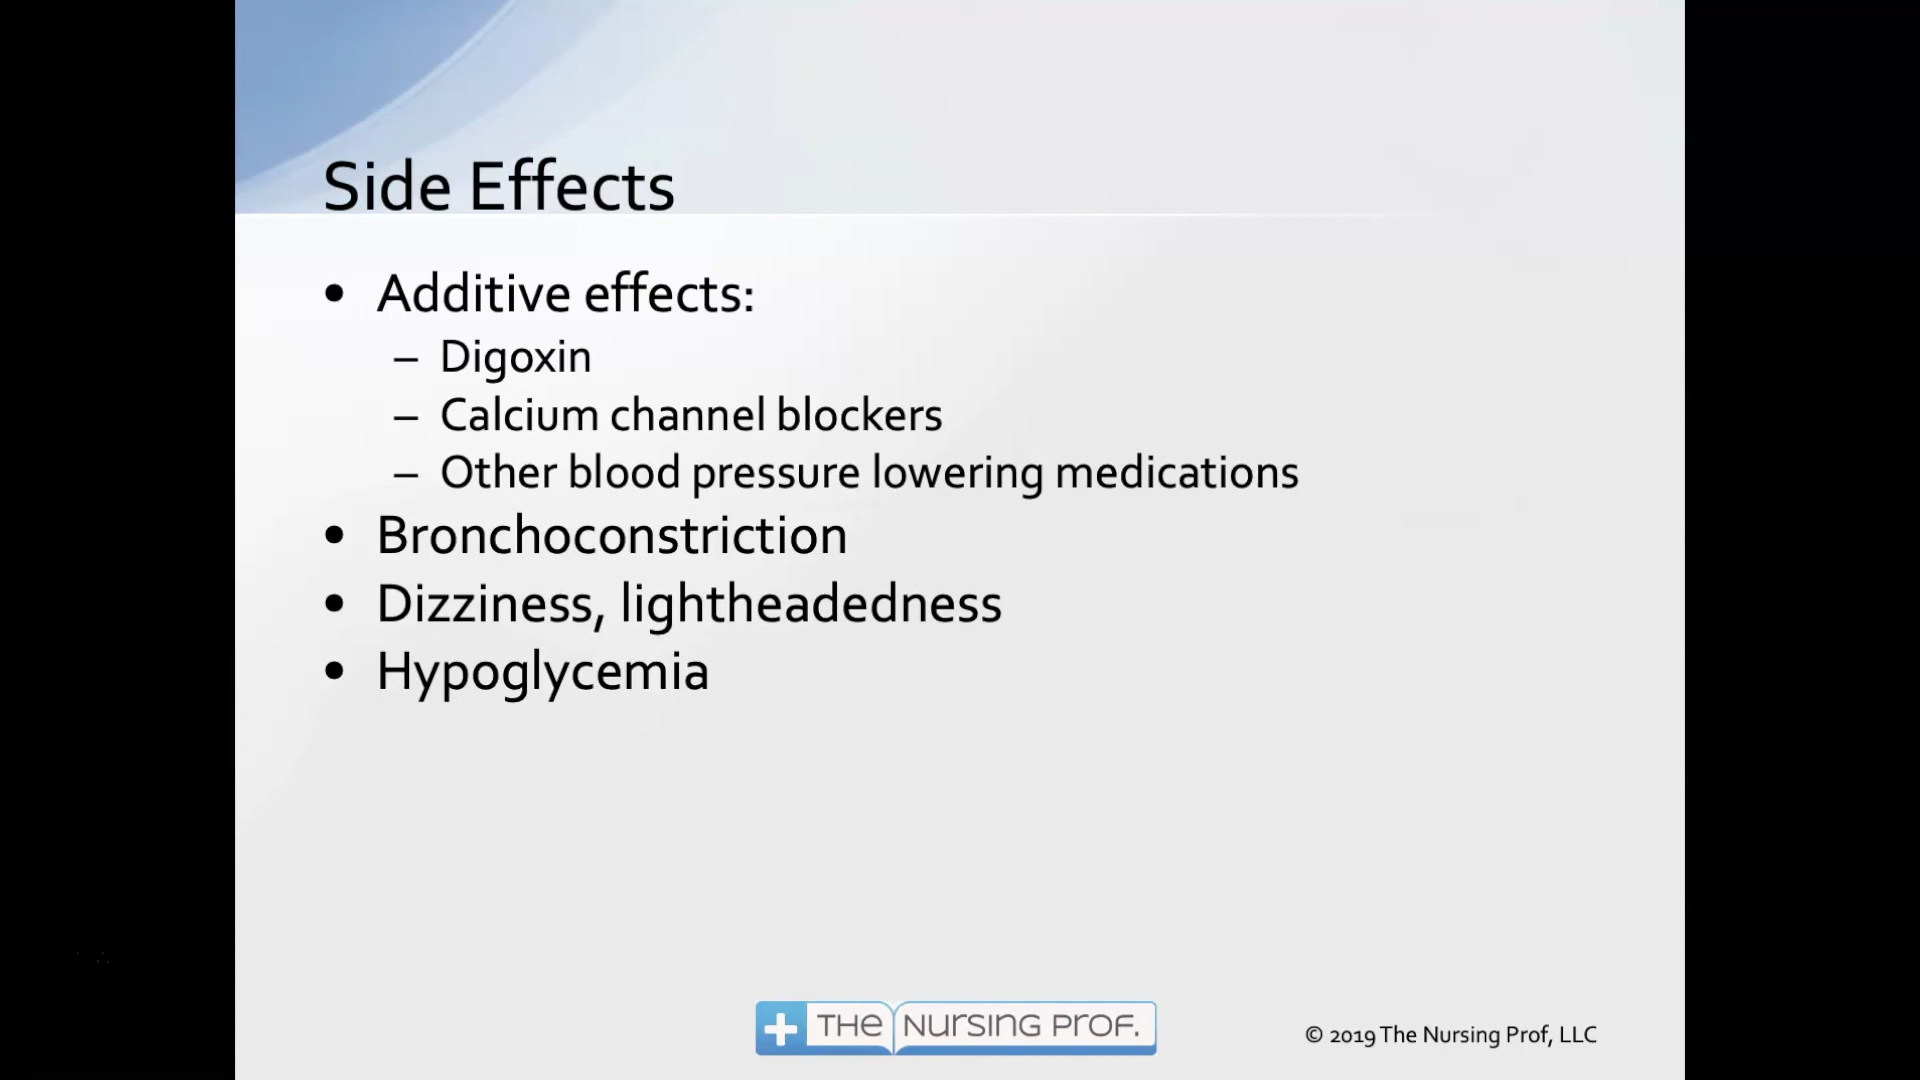 Side Effects
• Additive effects:
– Digoxin
– Calcium channel blockers
– Other blood pressure lowering medications
• Bronchoconstriction
• Dizziness, lightheadedness
• Hypoglycemia
THE NURSING PROF.
© 2019 The Nursing Prof, LLC